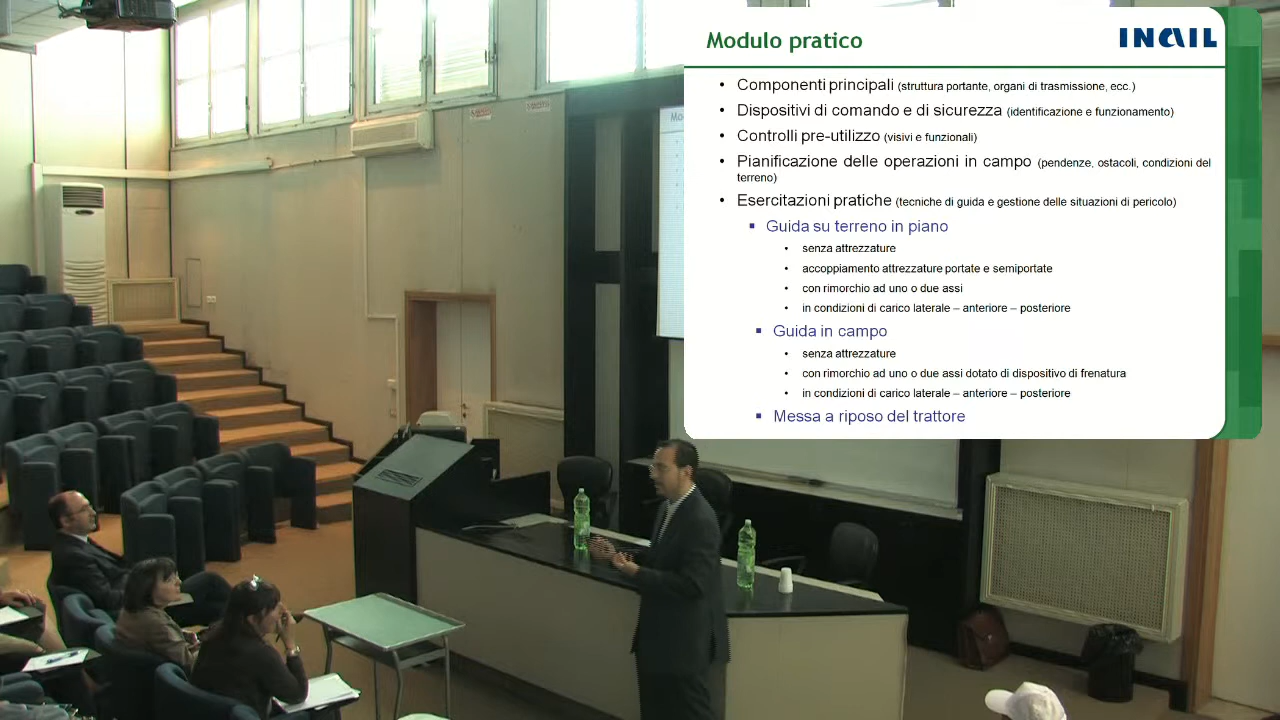 Modulo pratico
INAIL
• Componenti principali (struttura portante, organi di trasmissione, ecc.)
• Dispositivi di comando e di sicurezza (identificazione e funzionamento)
• Controlli pre-utilizzo (visivi e funzionali)
• Pianificazione delle operazioni in campo (pendenze, ostacoli, condizioni del
terreno)
• Esercitazioni pratiche (tecniche di guida e gestione delle situazioni di pericolo)
▪ Guida su terreno in piano
• senza attrezzature
• accoppiamento attrezzature portate e semiportate
• con rimorchio ad uno o due assi
• in condizioni di carico laterale – anteriore – posteriore
▪ Guida in campo
• senza attrezzature
• con rimorchio ad uno o due assi dotato di dispositivo di frenatura
• in condizioni di carico laterale – anteriore – posteriore
▪ Messa a riposo del trattore